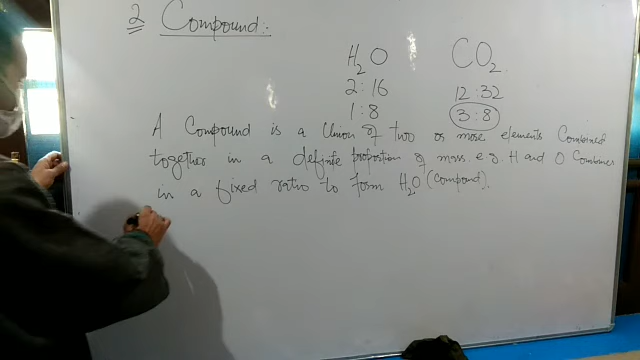 2 Compound:-
H2O CO2
2:16 12:32
1:8 3:8
A Compound is a Union of two or more elements Combined
together in a definite proportion of mass. e.g. H and O Combines
in a fixed ratio to form H2O (Compound).